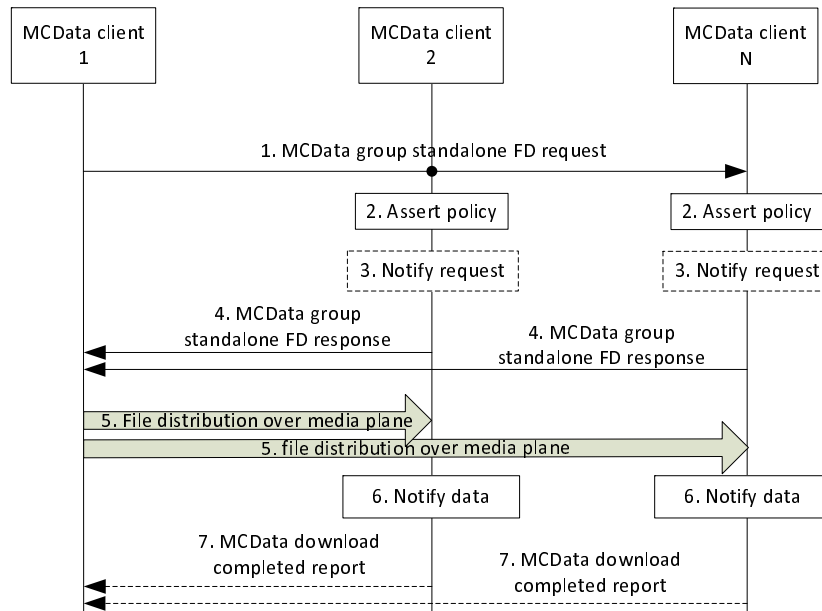 MCData client
1
MCData client
2
MCData client
N
1. MCData group standalone FD request
2. Assert policy
2. Assert policy
3. Notify request
3. Notify request
4. MCData group
standalone FD response
4. MCData group
standalone FD response
5. File distribution over media plane
5. file distribution over media plane
6. Notify data
6. Notify data
7. MCData download
completed report
7. MCData download
completed report